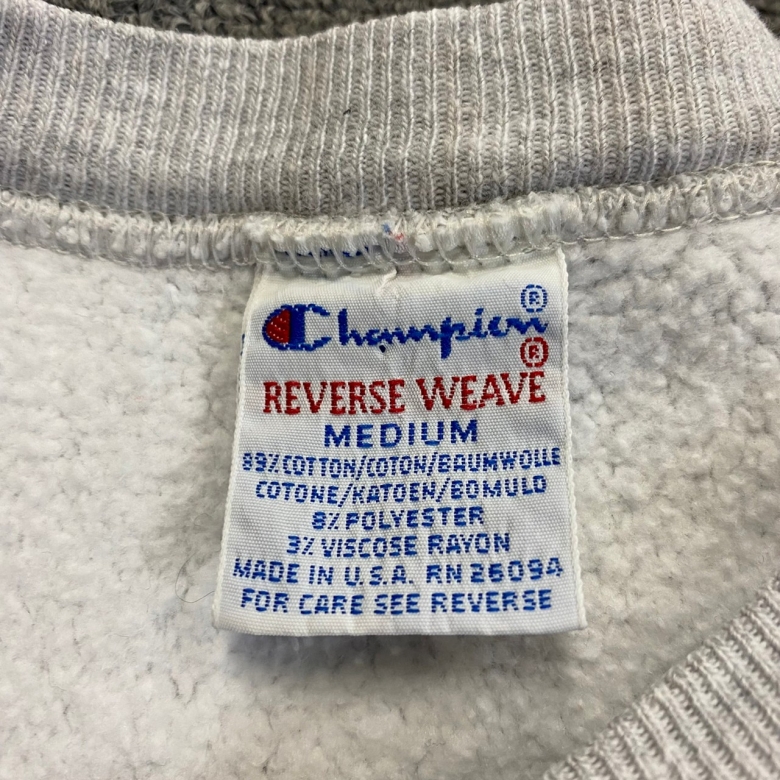 Champion®
®
REVERSE WEAVE
MEDIUM
89% COTTON/COTON/BAUMWOLLE
COTONE/KATOEN/BOMULD
8% POLYESTER
3% VISCOSE RAYON
MADE IN U.S.A. RN 26094
FOR CARE SEE REVERSE